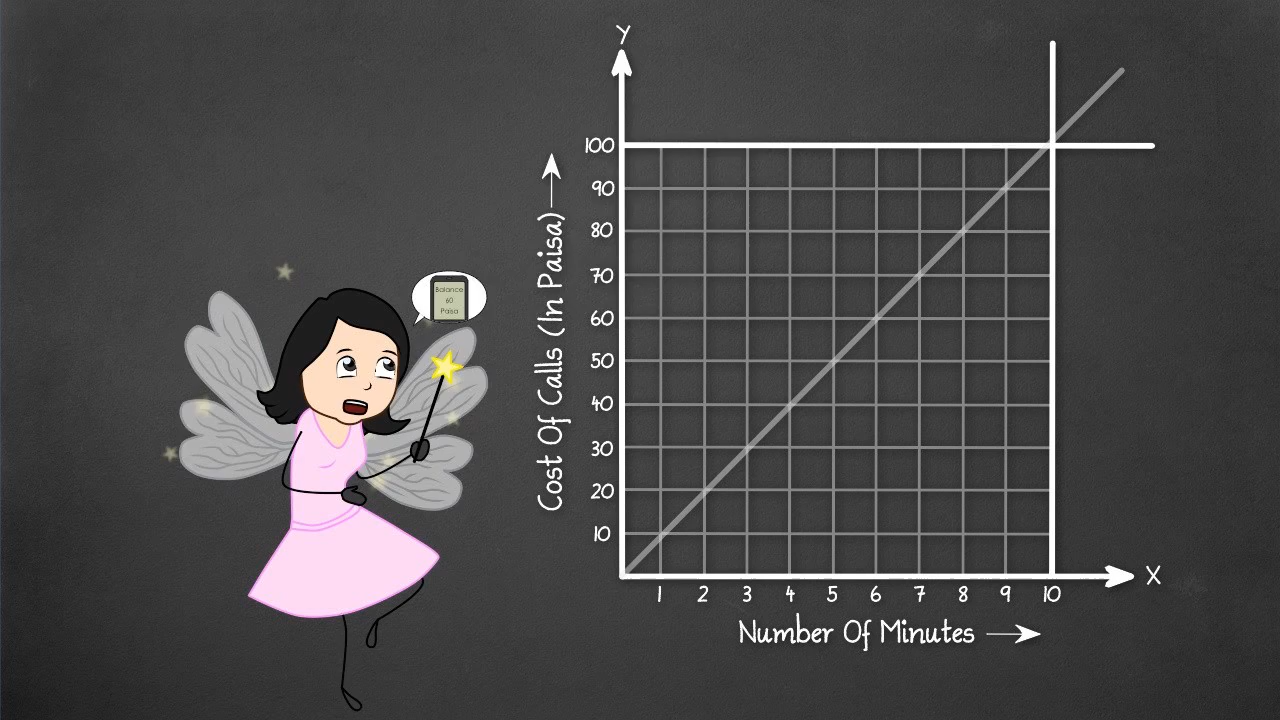 Y
100
90
80
70
60
50
40
30
20
10
Cost Of Calls (In Paisa)
Balance
60
Paisa
1 2 3 4 5 6 7 8 9 10
X
Number Of Minutes